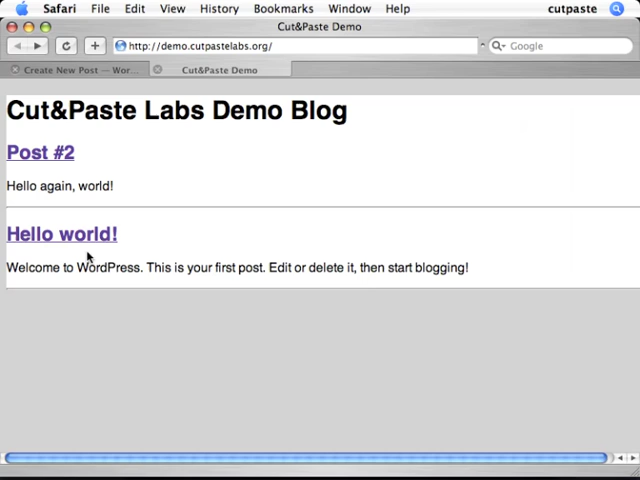 Safari File Edit View History Bookmarks Window Help cutpaste
Cut&Paste Demo
http://demo.cutpastelabs.org/ Google
Create New Post — Wor... Cut&Paste Demo
Cut&Paste Labs Demo Blog
Post #2
Hello again, world!
Hello world!
Welcome to WordPress. This is your first post. Edit or delete it, then start blogging!